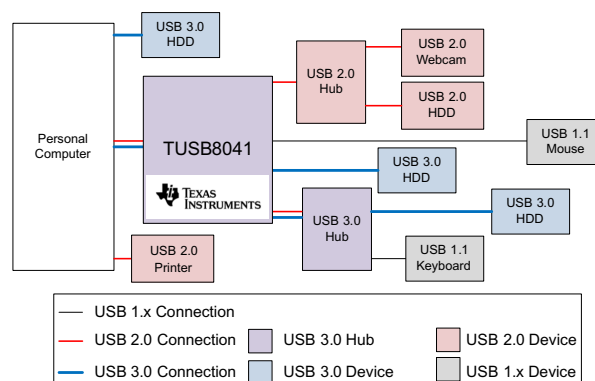 USB 3.0
HDD
USB 2.0
Hub
USB 2.0
Webcam
USB 2.0
HDD
Personal
Computer
TUSB8041
TEXAS
INSTRUMENTS
USB 1.1
Mouse
USB 3.0
HDD
USB 3.0
Hub
USB 3.0
HDD
USB 2.0
Printer
USB 1.1
Keyboard
USB 1.x Connection
USB 2.0 Connection
USB 3.0 Hub
USB 2.0 Device
USB 3.0 Connection
USB 3.0 Device
USB 1.x Device